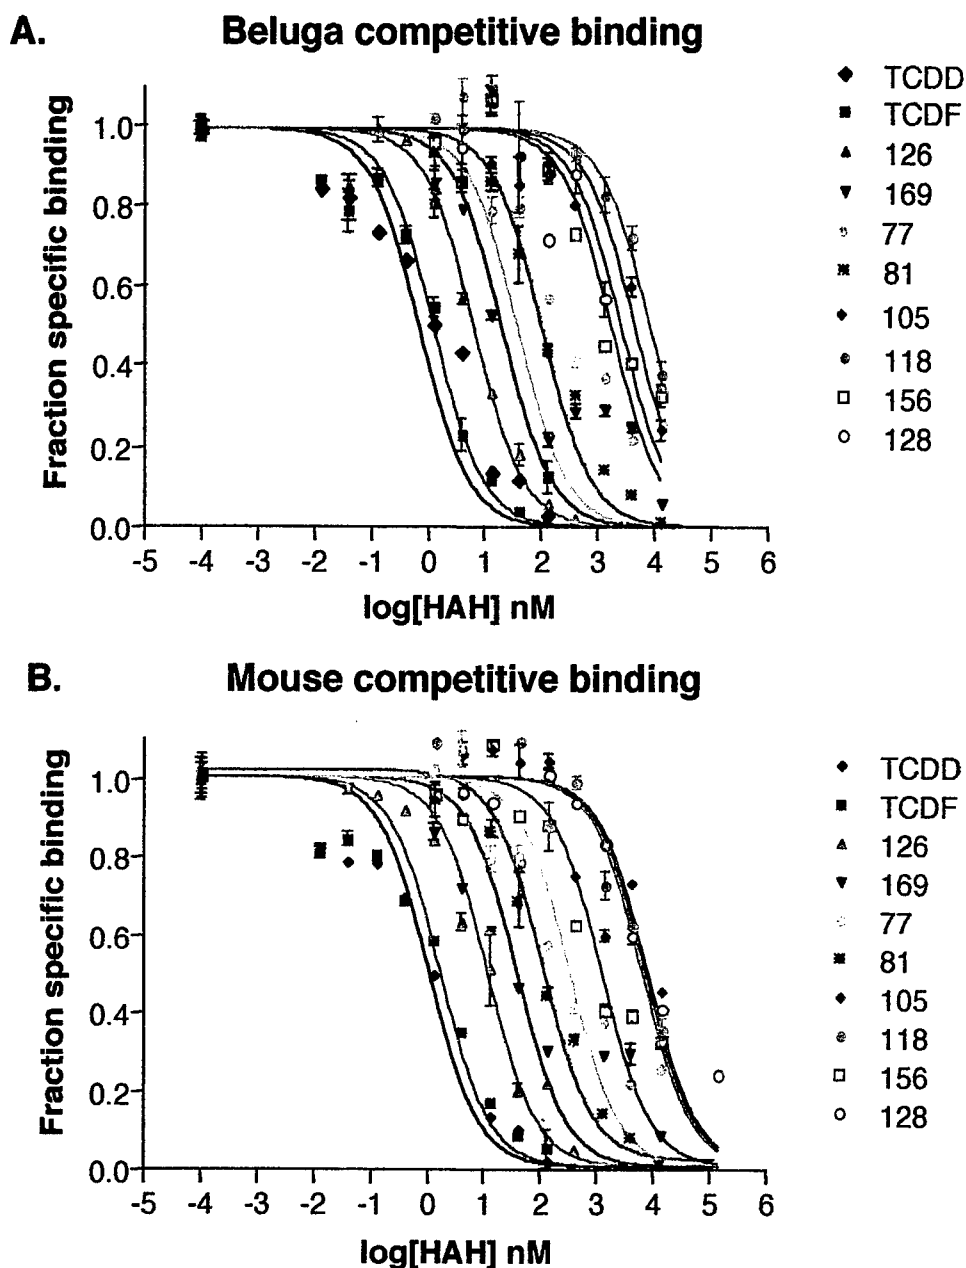 A. Beluga competitive binding
Fraction specific binding
1.0
0.8
0.6
0.4
0.2
0.0
-5 -4 -3 -2 -1 0 1 2 3 4 5 6
log[HAH] nM
TCDD
TCDF
126
169
77
81
105
118
156
128
B. Mouse competitive binding
Fraction specific binding
1.0
0.8
0.6
0.4
0.2
0.0
-5 -4 -3 -2 -1 0 1 2 3 4 5 6
log[HAH] nM
TCDD
TCDF
126
169
77
81
105
118
156
128